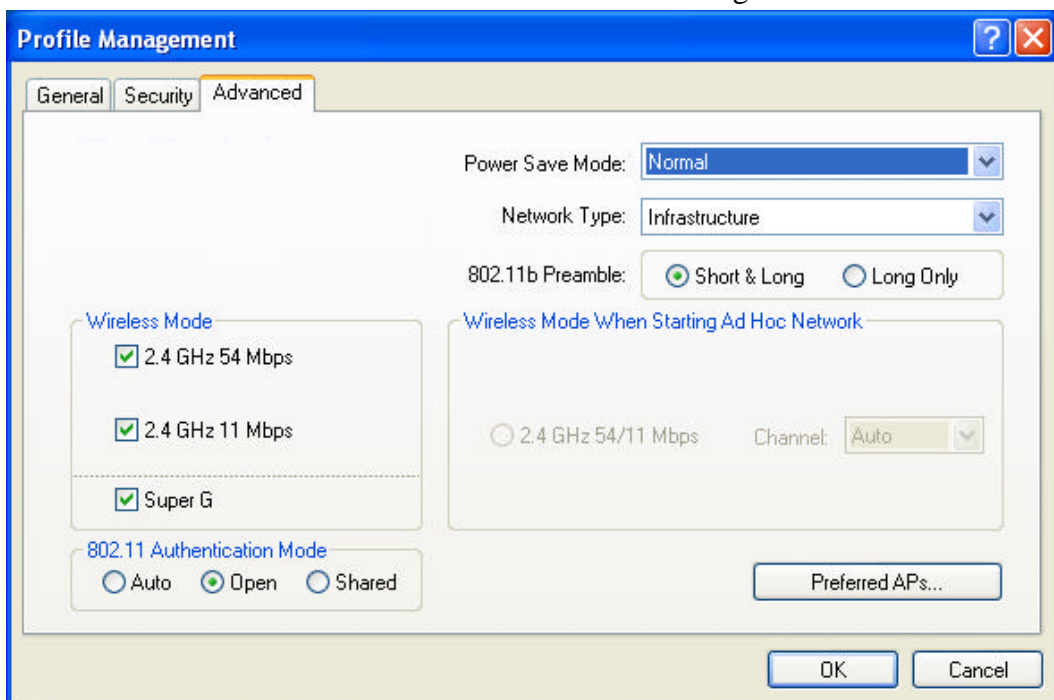 Profile Management
General Security Advanced
Power Save Mode: Normal
Network Type: Infrastructure
802.11b Preamble: Short & Long Long Only
Wireless Mode
2.4 GHz 54 Mbps
2.4 GHz 11 Mbps
Super G
Wireless Mode When Starting Ad Hoc Network
2.4 GHz 54/11 Mbps Channel: Auto
802.11 Authentication Mode
Auto Open Shared
Preferred APs...
OK Cancel